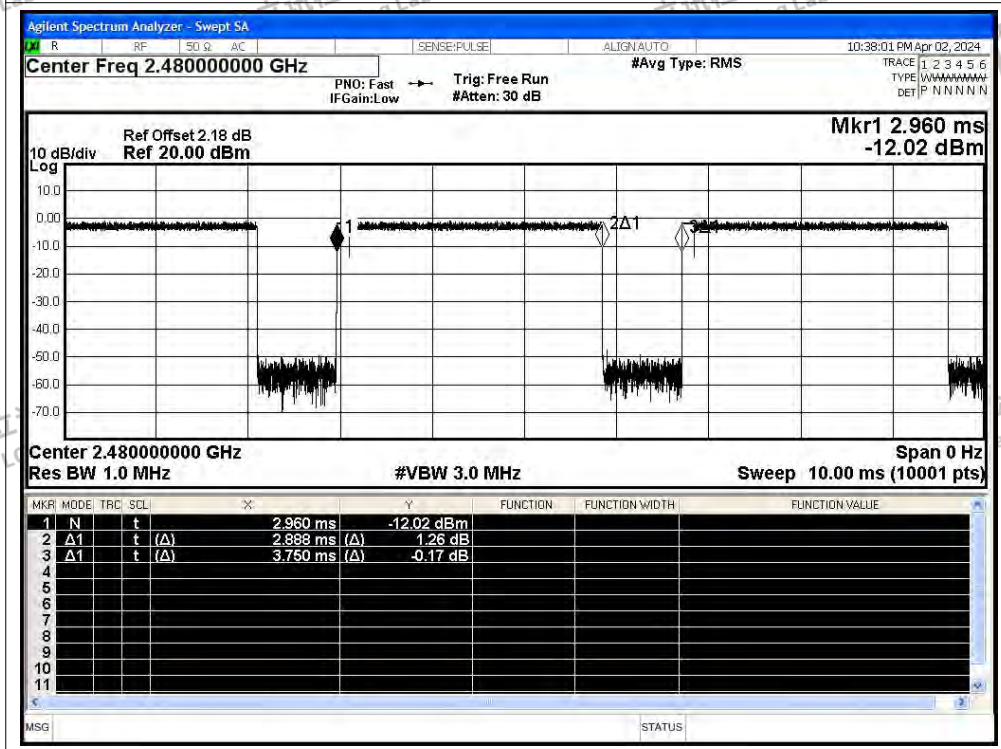 Agilent Spectrum Analyzer - Swept SA
R RF 50 Ω AC SENSE:PULSE ALIGN AUTO 10:38:01 PM Apr 02, 2024
Center Freq 2.480000000 GHz #Avg Type: RMS TRACE 1 2 3 4 5 6
PNO: Fast Trig: Free Run TYPE WWWWWW
IFGain:Low #Atten: 30 dB DET P N N N N N
Mkr1 2.960 ms
Ref Offset 2.18 dB
10 dB/div Ref 20.00 dBm -12.02 dBm
Log
10.0
0.00
1 2Δ1 3Δ1
-10.0
-20.0
-30.0
-40.0
-50.0
-60.0
-70.0
Center 2.480000000 GHz Span 0 Hz
Res BW 1.0 MHz #VBW 3.0 MHz Sweep 10.00 ms (10001 pts)
MKR MODE TRC SCL X Y FUNCTION FUNCTION WIDTH FUNCTION VALUE
1 N t 2.960 ms -12.02 dBm
2 Δ1 t (Δ) 2.888 ms (Δ) 1.26 dB
3 Δ1 t (Δ) 3.750 ms (Δ) -0.17 dB
4
5
6
7
8
9
10
11
MSG STATUS